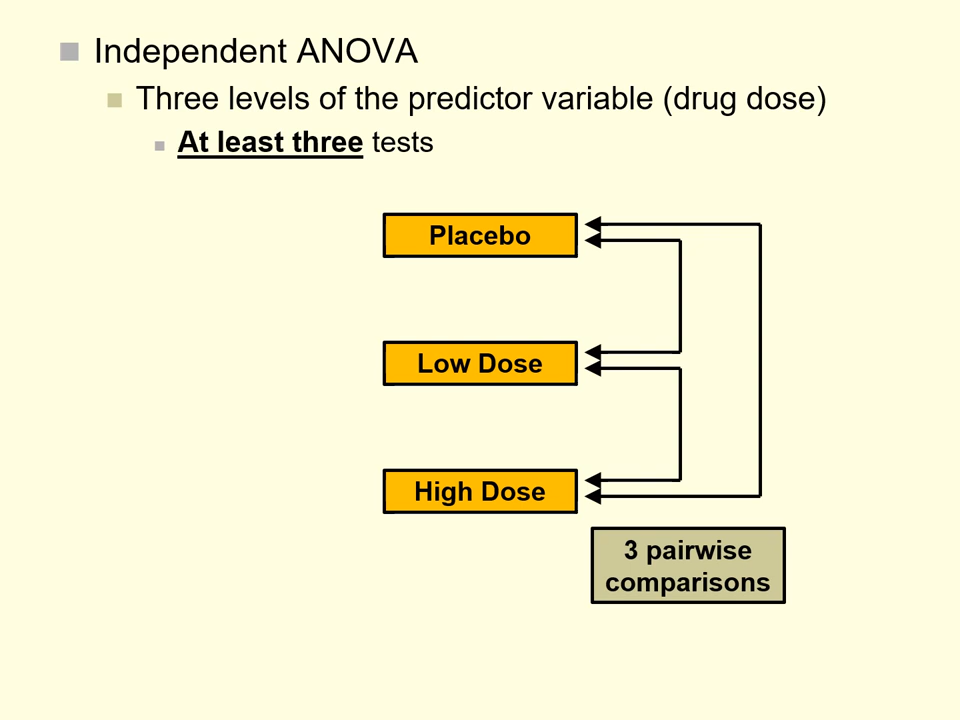 Independent ANOVA
Three levels of the predictor variable (drug dose)
At least three tests
Placebo
Low Dose
High Dose
3 pairwise
comparisons